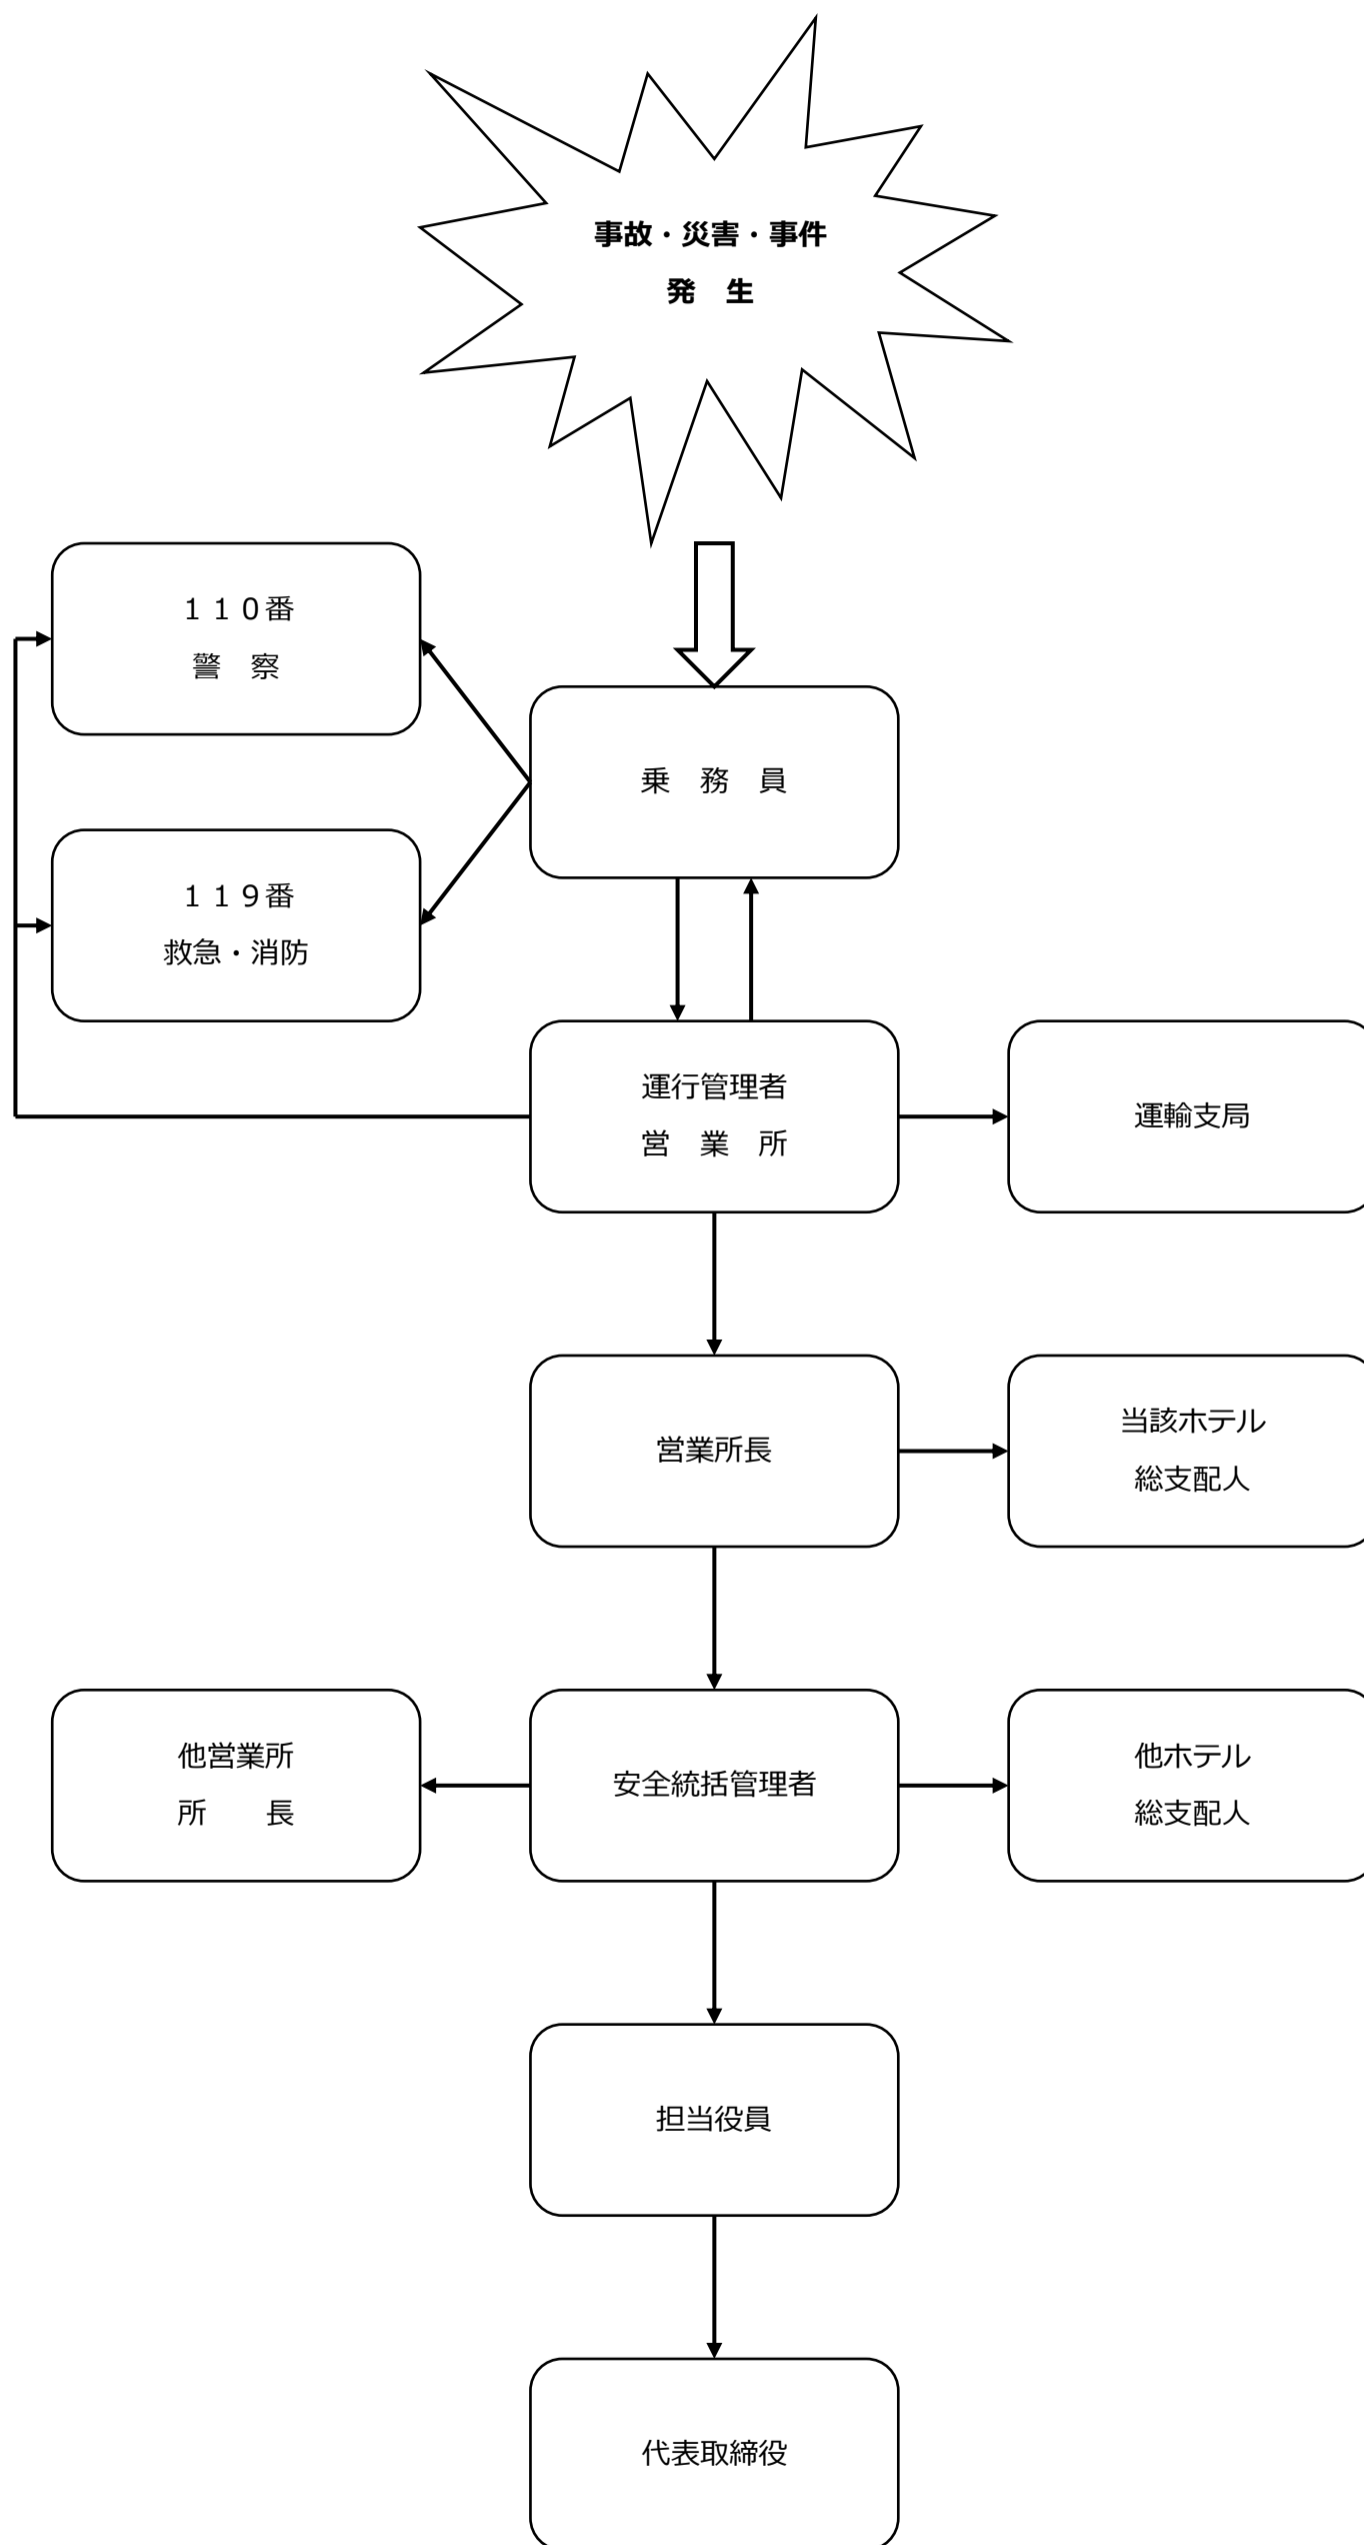 事故・災害・事件
発　生
１１０番
警　察
乗　務　員
１１９番
救急・消防
運行管理者
営　業　所
運輸支局
営業所長
当該ホテル
総支配人
他営業所
所　　長
安全統括管理者
他ホテル
総支配人
担当役員
代表取締役